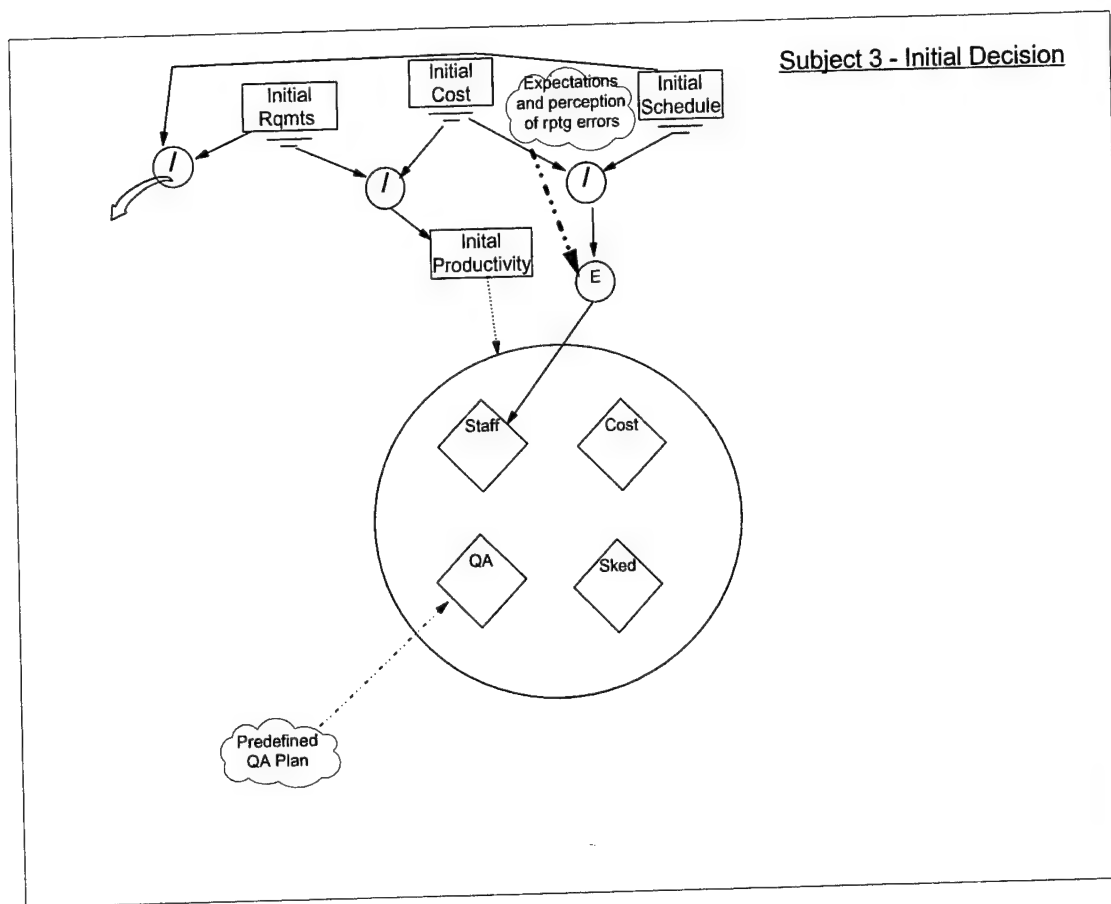 Subject 3 - Initial Decision
Initial
Rqmts
Initial
Cost
Expectations
and perception
of rptg errors
Initial
Schedule
/
/
/
Inital
Productivity
E
Staff
Cost
QA
Sked
Predefined
QA Plan